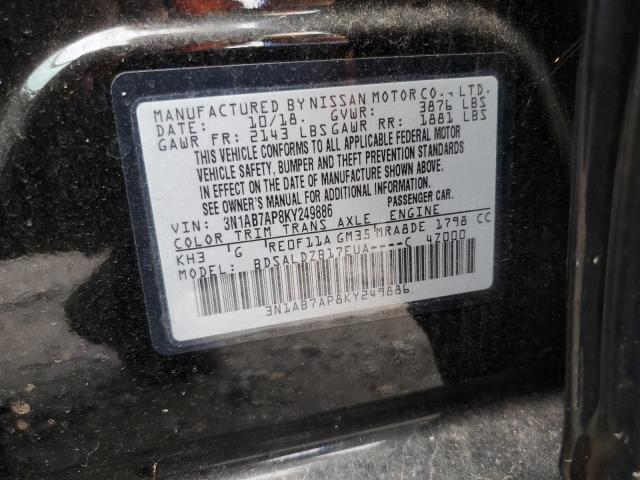 MANUFACTURED BY NISSAN MOTOR CO., LTD.
DATE: 10/18. GVWR: 3876 LBS
GAWR FR: 2143 LBS GAWR RR: 1881 LBS
THIS VEHICLE CONFORMS TO ALL APPLICABLE FEDERAL MOTOR
VEHICLE SAFETY, BUMPER AND THEFT PREVENTION STANDARDS
IN EFFECT ON THE DATE OF MANUFACTURE SHOWN ABOVE.
SEE OWNER'S MANUAL FOR ADDITIONAL INFORMATION.
VIN: 3N1AB7AP8KY249886 PASSENGER CAR.
COLOR TRIM TRANS AXLE ENGINE
KH3 G RE0F11A GM35 MRA8DE 1798 CC
MODEL: BDSALDZB17EUA----C 4Z000
3N1AB7AP8KY249886